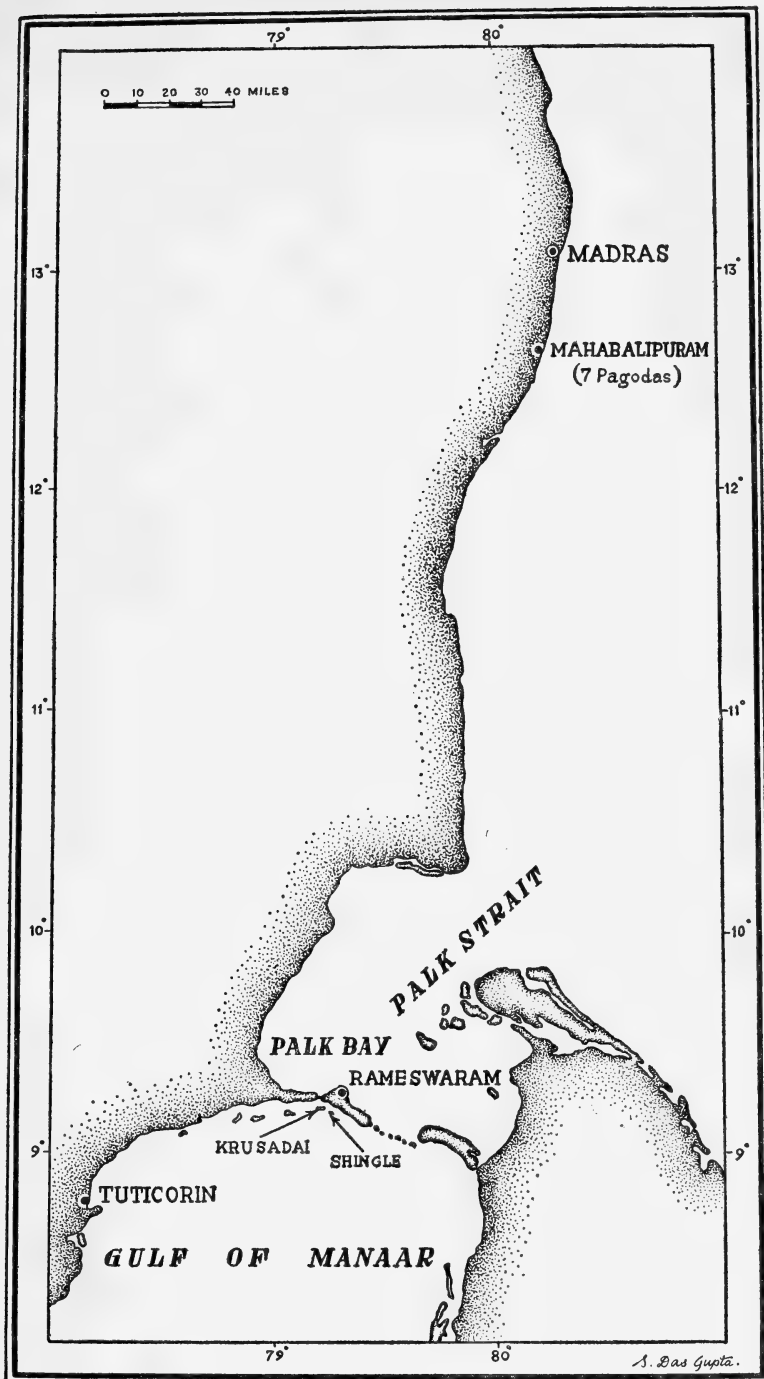 79° 80°
0 10 20 30 40 MILES
MADRAS
13° 13°
MAHABALIPURAM
(7 Pagodas)
12° 12°
11° 11°
PALK STRAIT
10° 10°
PALK BAY
RAMESWARAM
KRUSADAI
SHINGLE
9° 9°
TUTICORIN
GULF OF MANAAR
79° 80°
S. Das Gupta.